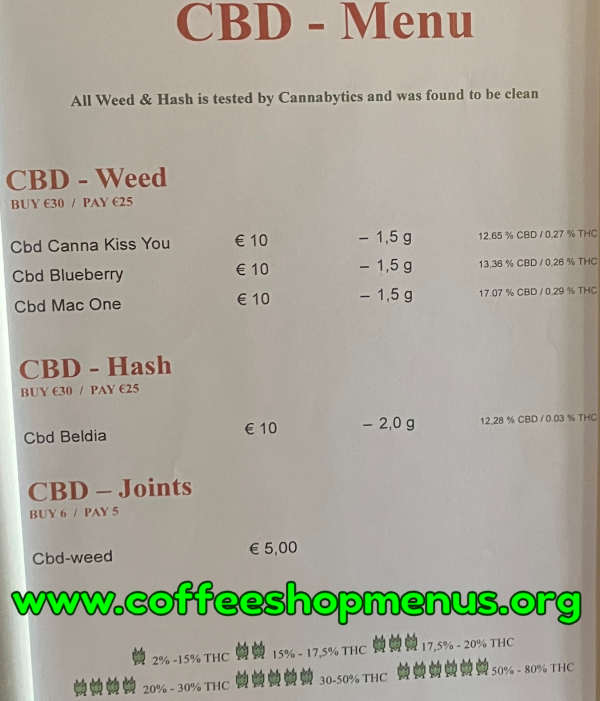 CBD - Menu
All Weed & Hash is tested by Cannabytics and was found to be clean
CBD - Weed
BUY €30 / PAY €25
Cbd Canna Kiss You € 10 – 1,5 g 12,65 % CBD / 0,27 % THC
Cbd Blueberry € 10 – 1,5 g 13,36 % CBD / 0,26 % THC
Cbd Mac One € 10 – 1,5 g 17.07 % CBD / 0,29 % THC
CBD - Hash
BUY €30 / PAY €25
Cbd Beldia € 10 – 2,0 g 12,28 % CBD / 0.03 % THC
CBD – Joints
BUY 6 / PAY 5
Cbd-weed € 5,00
www.coffeeshopmenus.org
2% -15% THC 15% - 17,5% THC 17,5% - 20% THC
20% - 30% THC 30-50% THC 50% - 80% THC